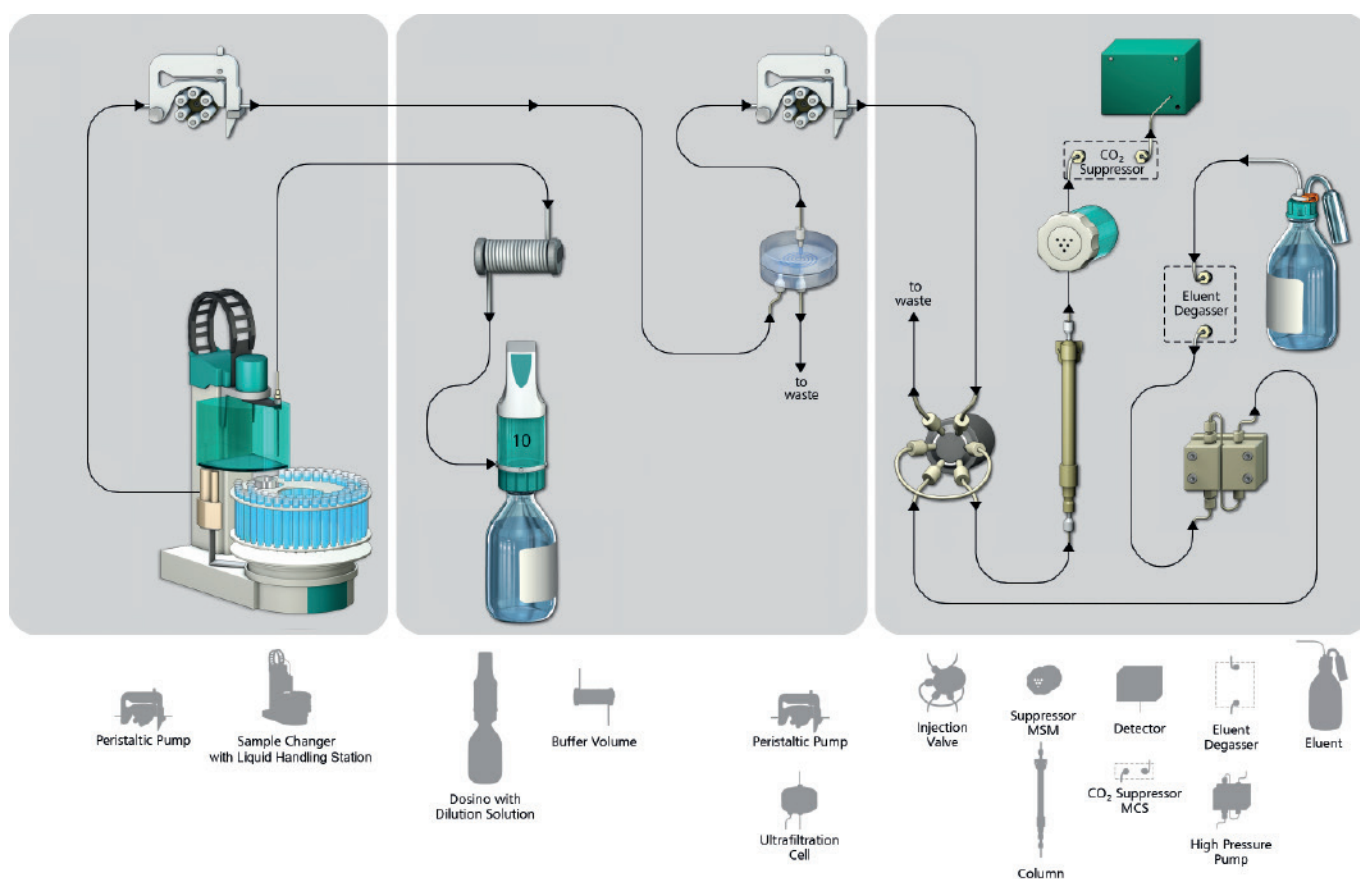 CO₂
Suppressor
to
waste
Eluent
Degasser
to
waste
10
Peristaltic Pump
Sample Changer
with Liquid Handling Station
Dosino with
Dilution Solution
Buffer Volume
Peristaltic Pump
Ultrafiltration
Cell
Injection
Valve
Suppressor
MSM
Column
Detector
CO₂ Suppressor
MCS
Eluent
Degasser
High Pressure
Pump
Eluent